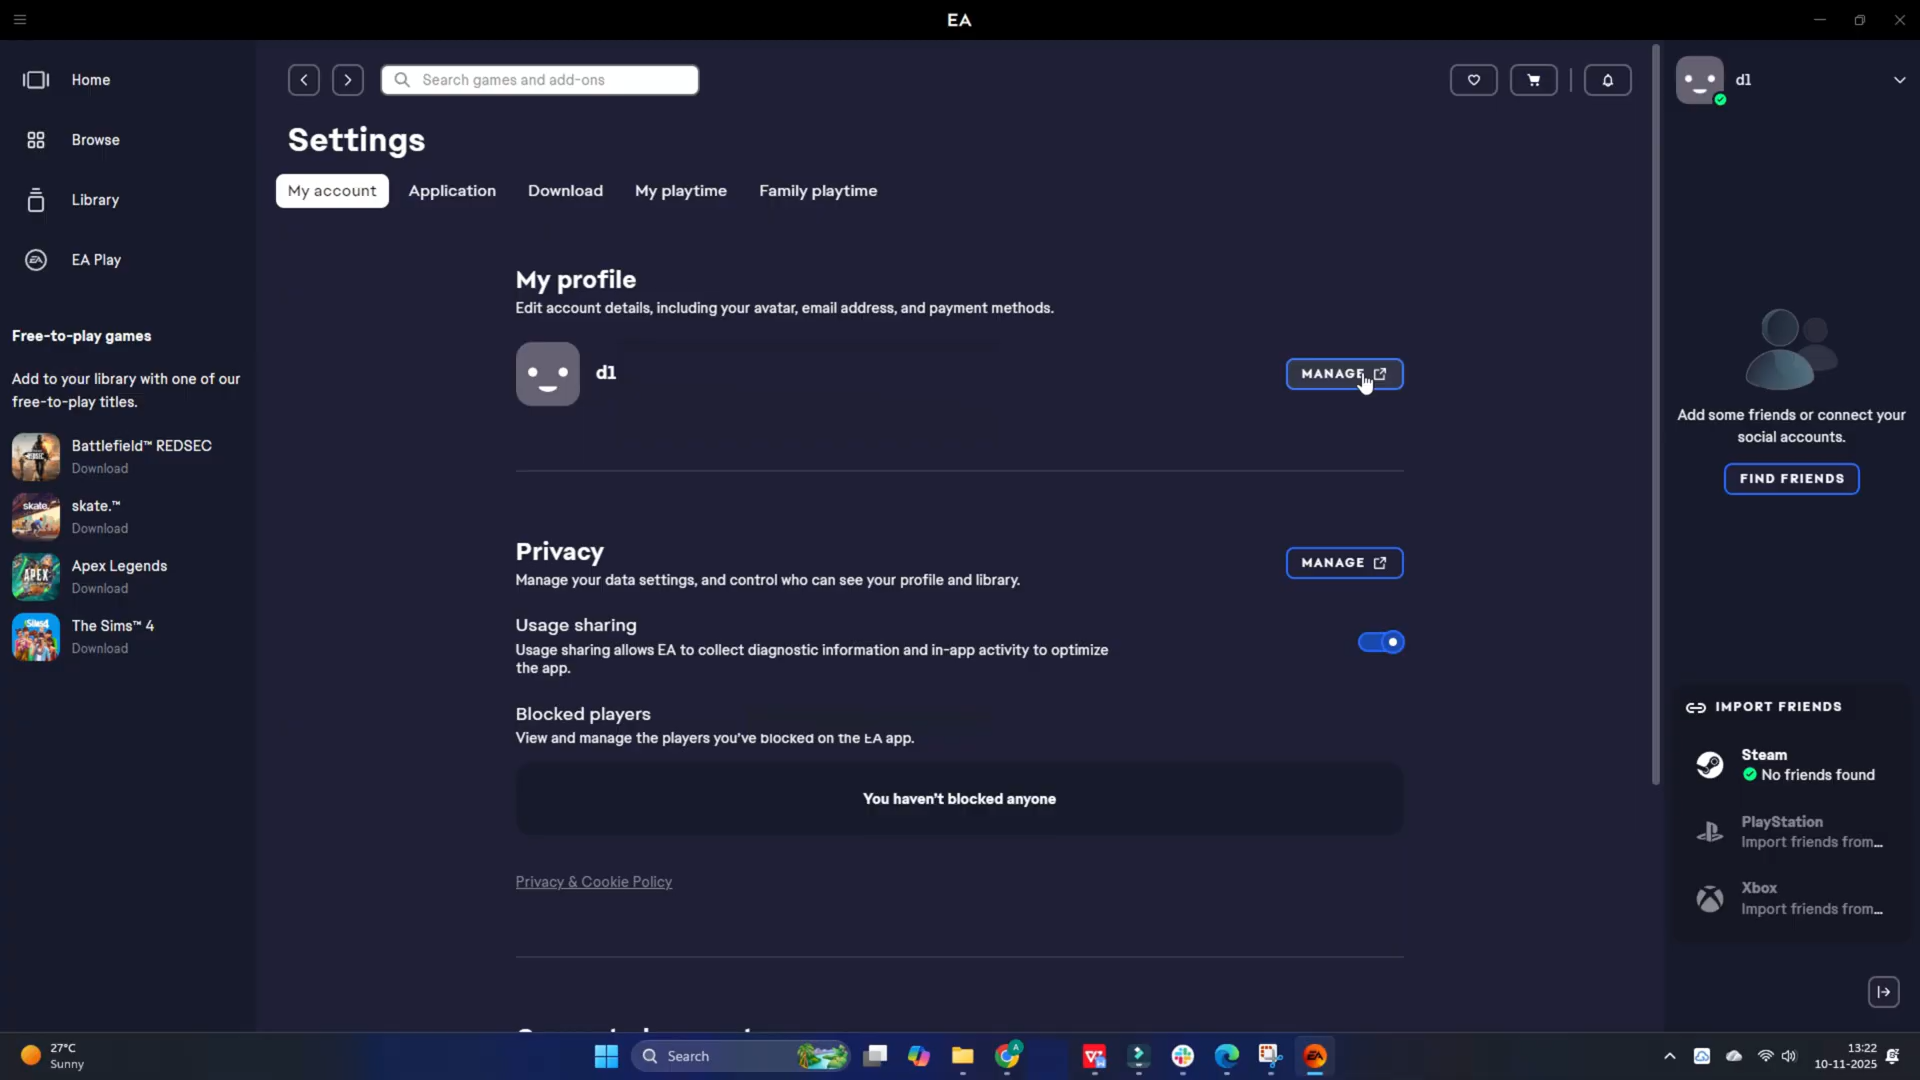 EA
Home
Browse
Library
EA Play
Free-to-play games
Add to your library with one of our
free-to-play titles.
Battlefield™ REDSEC
Download
skate.™
Download
Apex Legends
Download
The Sims™ 4
Download
Search games and add-ons
Settings
My account
Application
Download
My playtime
Family playtime
My profile
Edit account details, including your avatar, email address, and payment methods.
d1
MANAGE
Privacy
Manage your data settings, and control who can see your profile and library.
MANAGE
Usage sharing
Usage sharing allows EA to collect diagnostic information and in-app activity to optimize
the app.
Blocked players
View and manage the players you've blocked on the EA app.
You haven't blocked anyone
Privacy & Cookie Policy
d1
Add some friends or connect your
social accounts.
FIND FRIENDS
IMPORT FRIENDS
Steam
No friends found
PlayStation
Import friends from...
Xbox
Import friends from...
27°C
Sunny
Search
13:22
10-11-2025